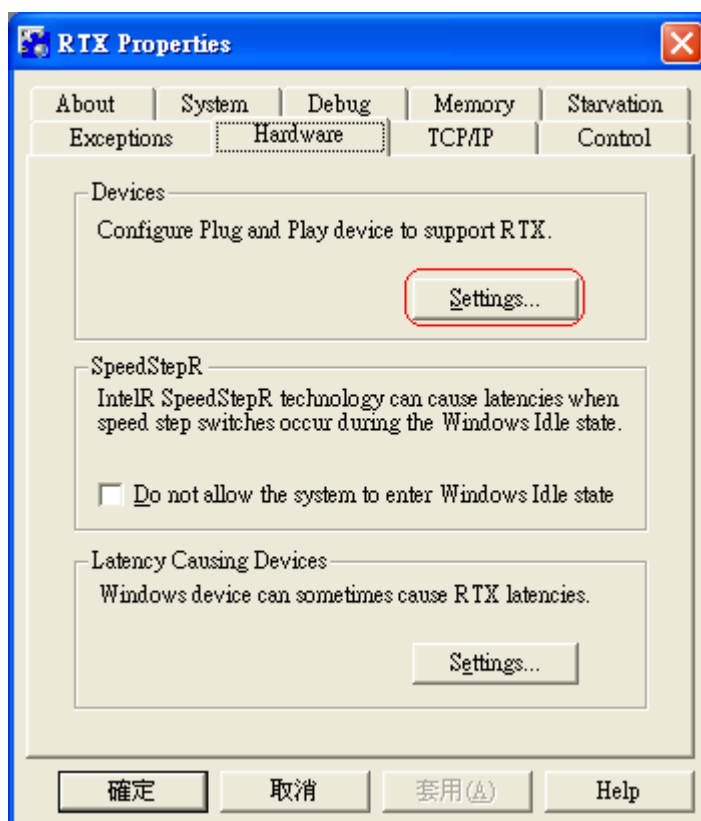 RTX Properties
About System Debug Memory Starvation
Exceptions Hardware TCP/IP Control
Devices
Configure Plug and Play device to support RTX.
Settings...
SpeedStepR
IntelR SpeedStepR technology can cause latencies when
speed step switches occur during the Windows Idle state.
Do not allow the system to enter Windows Idle state
Latency Causing Devices
Windows device can sometimes cause RTX latencies.
Settings...
確定 取消 套用(A) Help